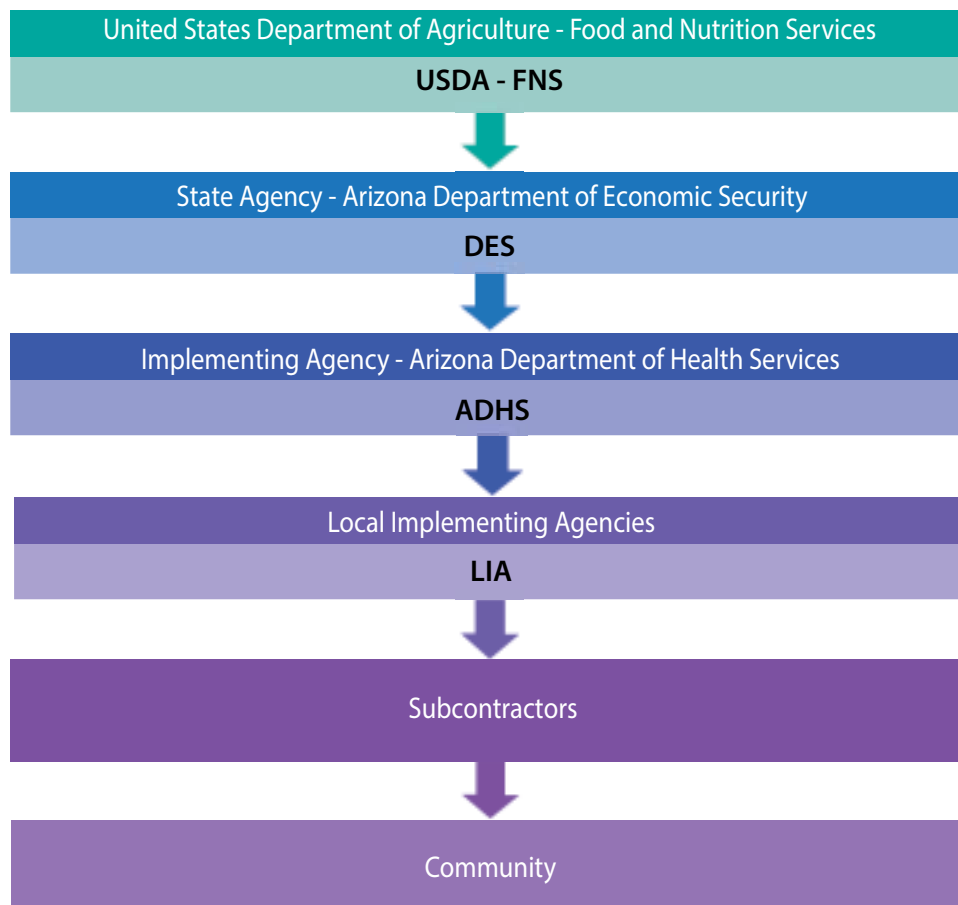 United States Department of Agriculture - Food and Nutrition Services
USDA - FNS
State Agency - Arizona Department of Economic Security
DES
Implementing Agency - Arizona Department of Health Services
ADHS
Local Implementing Agencies
LIA
Subcontractors
Community